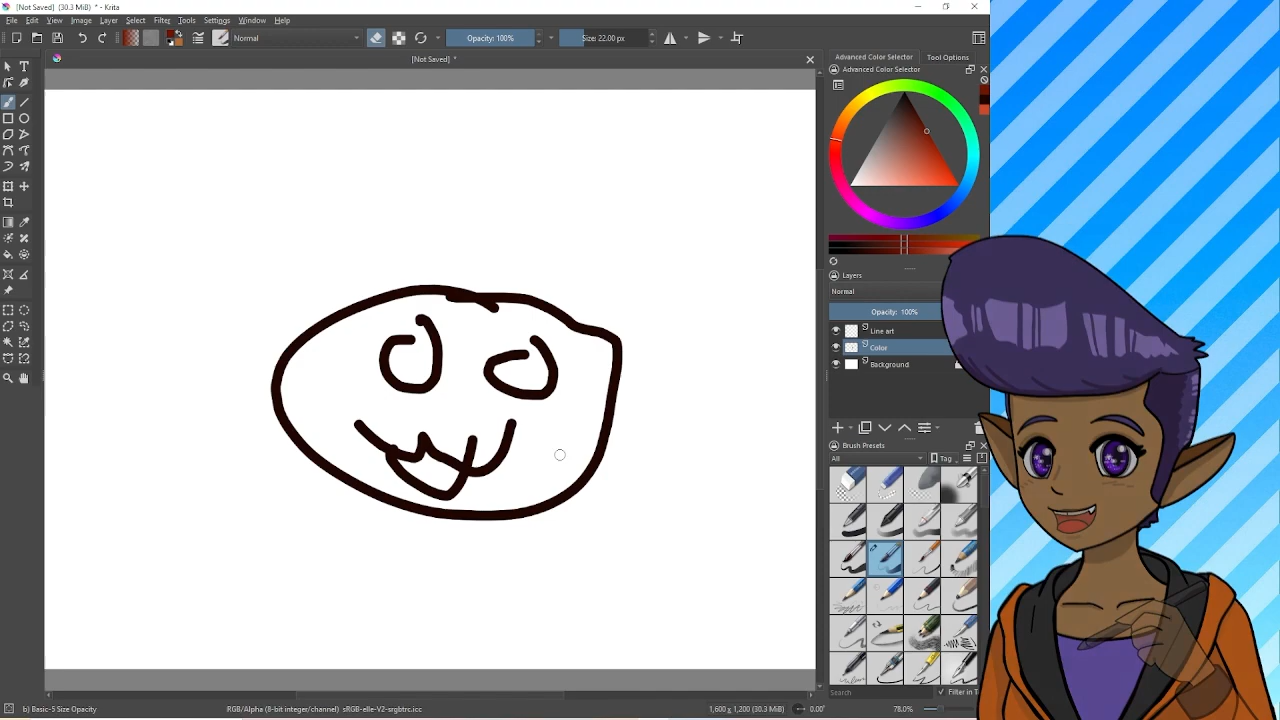 [Not Saved] (30.3 MiB) * - Krita
File Edit View Image Layer Select Filter Tools Settings Window Help
Normal Opacity: 100% Size: 22.00 px
[Not Saved] *
Advanced Color Selector Tool Options
Advanced Color Selector
Layers
Normal
Opacity: 100%
Line art
Color
Background
Brush Presets
All Tag
Search Filter in T
b) Basic-5 Size Opacity RGB/Alpha (8-bit integer/channel) sRGB-elle-V2-srgbtrc.icc 1,600 x 1,200 (30.3 MiB) 0.00° 78.0%